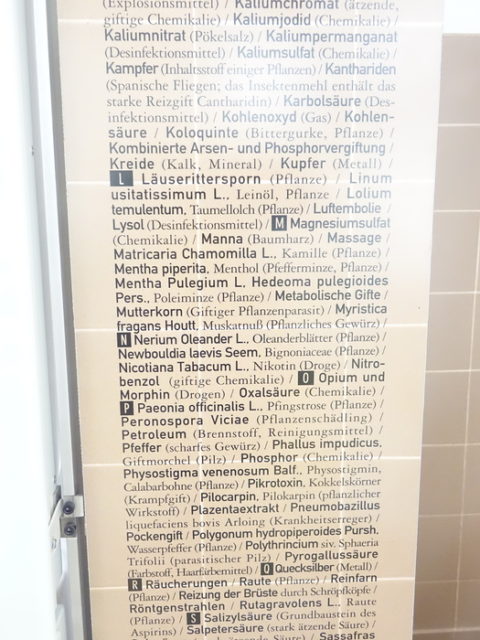 (Explosionsmittel) / Kaliumchromat (ätzende,
giftige Chemikalie) / Kaliumjodid (Chemikalie) /
Kaliumnitrat (Pökelsalz) / Kaliumpermanganat
(Desinfektionsmittel) / Kaliumsulfat (Chemikalie) /
Kampfer (Inhaltsstoff einiger Pflanzen) / Kanthariden
(Spanische Fliegen; das Insektenmehl enthält das
starke Reizgift Cantharidin) / Karbolsäure (Des-
infektionsmittel) / Kohlenoxyd (Gas) / Kohlen-
säure / Koloquinte (Bittergurke, Pflanze) /
Kombinierte Arsen- und Phosphorvergiftung /
Kreide (Kalk, Mineral) / Kupfer (Metall) /
L Läuserittersporn (Pflanze) / Linum
usitatissimum L., Leinöl, Pflanze / Lolium
temulentum, Taumellolch (Pflanze) / Luftembolie /
Lysol (Desinfektionsmittel) / M Magnesiumsulfat
(Chemikalie) / Manna (Baumharz) / Massage /
Matricaria Chamomilla L., Kamille (Pflanze) /
Mentha piperita, Menthol (Pfefferminze, Pflanze) /
Mentha Pulegium L. Hedeoma pulegioides
Pers., Poleiminze (Pflanze) / Metabolische Gifte /
Mutterkorn (Giftiger Pflanzenparasit) / Myristica
fragans Houtt, Muskatnuß (Pflanzliches Gewürz) /
N Nerium Oleander L., Oleanderblätter (Pflanze) /
Newbouldia laevis Seem, Bignoniaceae (Pflanze) /
Nicotiana Tabacum L., Nikotin (Droge) / Nitro-
benzol (giftige Chemikalie) / O Opium und
Morphin (Drogen) / Oxalsäure (Chemikalie) /
P Paeonia officinalis L., Pfingstrose (Pflanze) /
Peronospora Viciae (Pflanzenschädling) /
Petroleum (Brennstoff, Reinigungsmittel) /
Pfeffer (scharfes Gewürz) / Phallus impudicus,
Giftmorchel (Pilz) / Phosphor (Chemikalie) /
Physostigma venenosum Balf., Physostigmin,
Calabarbohne (Pflanze) / Pikrotoxin, Kokkelskörner
(Krampfgift) / Pilocarpin, Pilokarpin (pflanzlicher
Wirkstoff) / Plazentaextrakt / Pneumobazillus
liquefaciens bovis Arloing (Krankheitserreger) /
Pockengift / Polygonum hydropiperoides Pursh,
Wasserpfeffer (Pflanze) / Polythrincium siv. Sphaeria
Trifolii (parasitischer Pilz) / Pyrogallussäure
(Farbstoff, Haarfärbemittel) / Q Quecksilber (Metall) /
R Räucherungen / Raute (Pflanze) / Reinfarn
(Pflanze) / Reizung der Brüste durch Schröpfköpfe /
Röntgenstrahlen / Rutagravolens L., Raute
(Pflanze) / S Salizylsäure (Grundbaustein des
Aspirins) / Salpetersäure (stark ätzende Säure) /
Sassafras